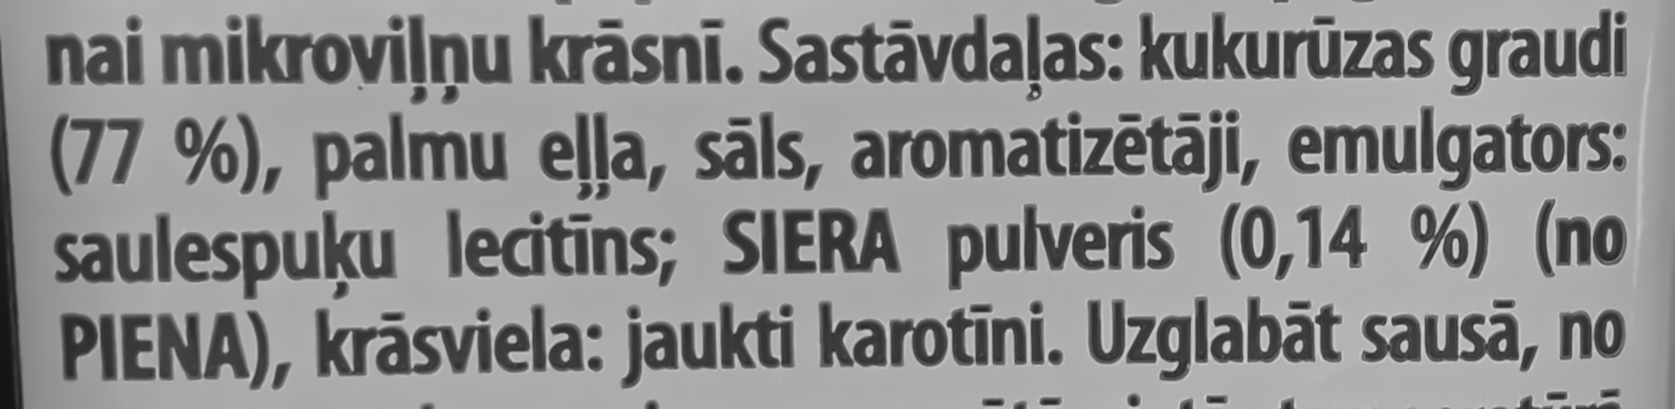 nai mikroviļņu krāsnī. Sastāvdaļas: kukurūzas graudi
(77 %), palmu eļļa, sāls, aromatizētāji, emulgators:
saulespuķu lecitīns; SIERA pulveris (0,14 %) (no
PIENA), krāsviela: jaukti karotīni. Uzglabāt sausā, no